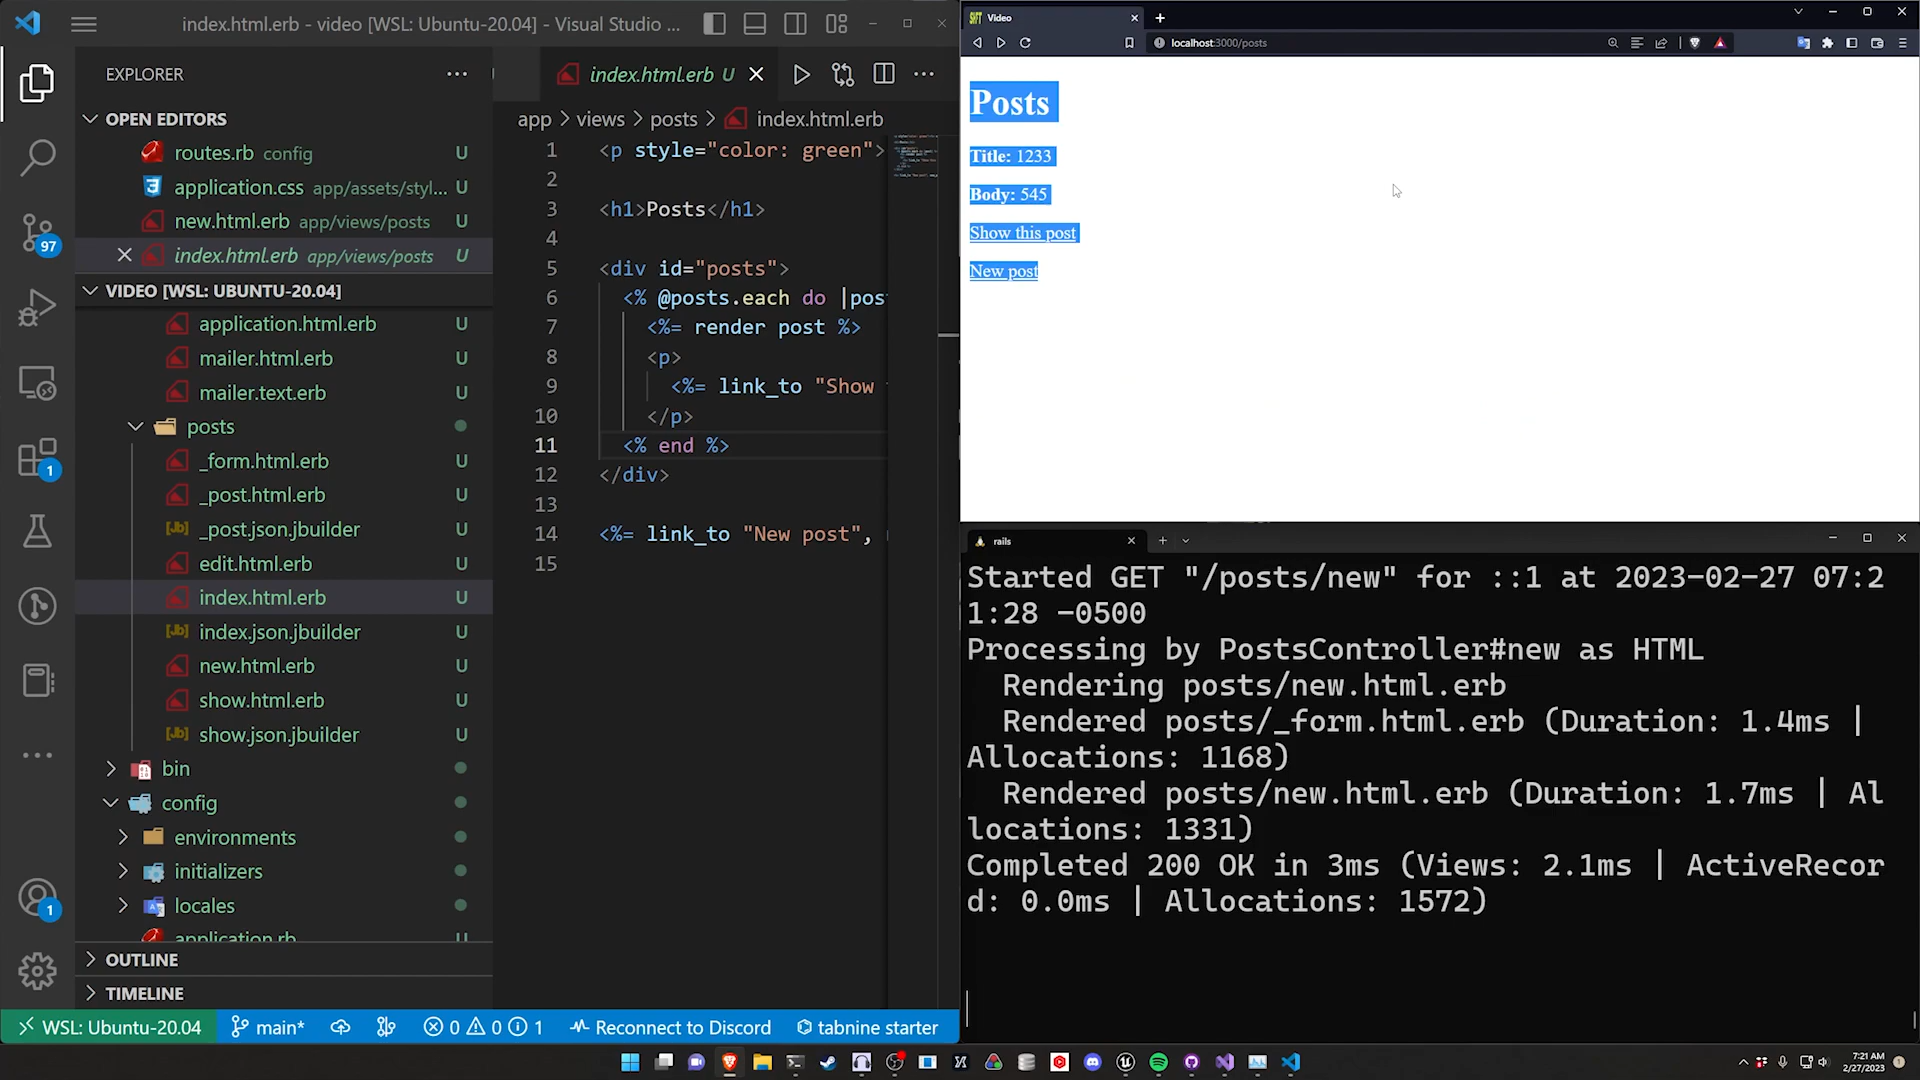 index.html.erb - video [WSL: Ubuntu-20.04] - Visual Studio ...
EXPLORER
OPEN EDITORS
routes.rb config U
application.css app/assets/styl... U
new.html.erb app/views/posts U
index.html.erb app/views/posts U
VIDEO [WSL: UBUNTU-20.04]
application.html.erb U
mailer.html.erb U
mailer.text.erb U
posts
_form.html.erb U
_post.html.erb U
_post.json.jbuilder U
edit.html.erb U
index.html.erb U
index.json.jbuilder U
new.html.erb U
show.html.erb U
show.json.jbuilder U
bin
config
environments
initializers
locales
application.rb U
OUTLINE
TIMELINE
97
1
1
index.html.erb U
app > views > posts > index.html.erb
1 <p style="color: green">
2
3 <h1>Posts</h1>
4
5 <div id="posts">
6 <% @posts.each do |pos
7 <%= render post %>
8 <p>
9 <%= link_to "Show
10 </p>
11 <% end %>
12 </div>
13
14 <%= link_to "New post",
15
WSL: Ubuntu-20.04 main* 0 0 1 Reconnect to Discord tabnine starter
Video
localhost:3000/posts
Posts
Title: 1233
Body: 545
Show this post
New post
rails
Started GET "/posts/new" for ::1 at 2023-02-27 07:2
1:28 -0500
Processing by PostsController#new as HTML
Rendering posts/new.html.erb
Rendered posts/_form.html.erb (Duration: 1.4ms |
Allocations: 1168)
Rendered posts/new.html.erb (Duration: 1.7ms | Al
locations: 1331)
Completed 200 OK in 3ms (Views: 2.1ms | ActiveRecor
d: 0.0ms | Allocations: 1572)
7:21 AM
2/27/2023